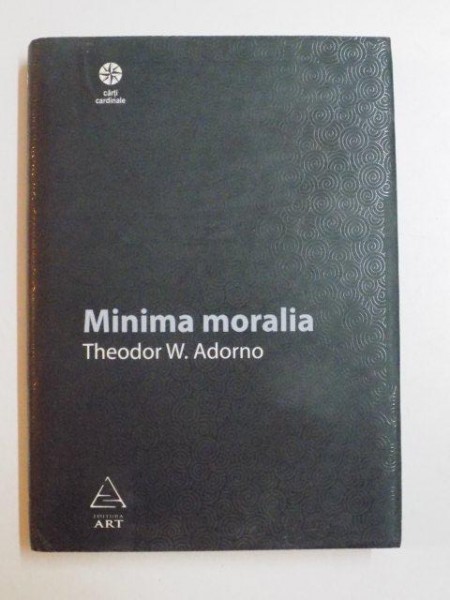 cărți
cardinale
Minima moralia
Theodor W. Adorno
EDITURA
ART